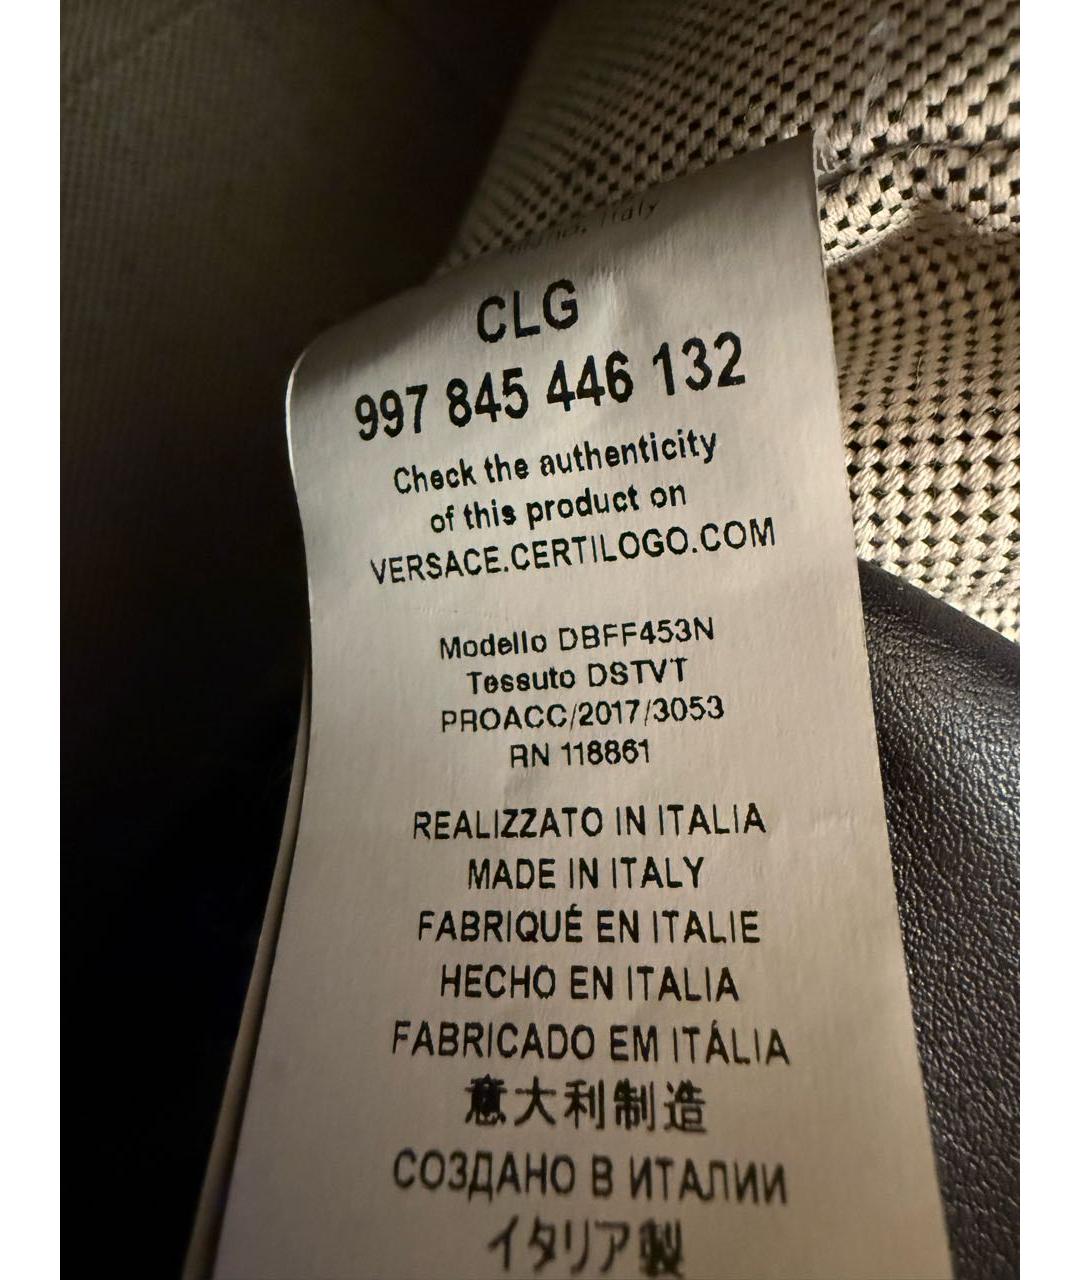 Italy
CLG
997 845 446 132
Check the authenticity
of this product on
VERSACE.CERTILOGO.COM
Modello DBFF453N
Tessuto DSTVT
PROACC/2017/3053
RN 118861
REALIZZATO IN ITALIA
MADE IN ITALY
FABRIQUÉ EN ITALIE
HECHO EN ITALIA
FABRICADO EM ITÁLIA
意大利制造
СОЗДАНО В ИТАЛИИ
イタリア製